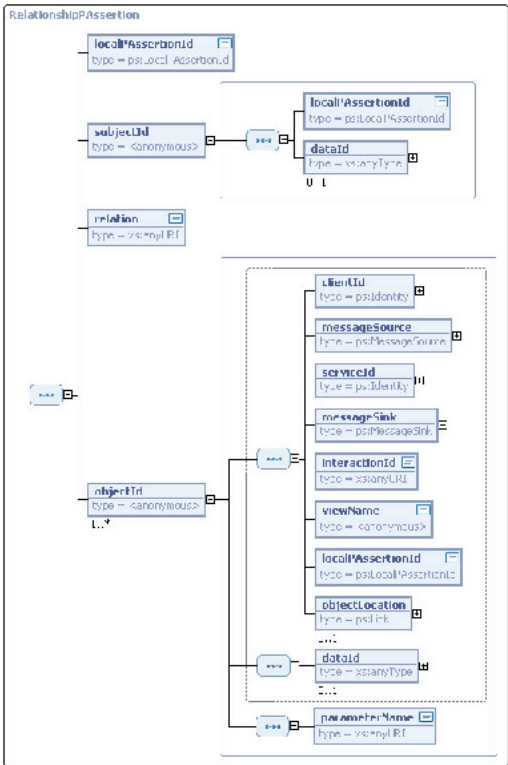 RelationshipPAssertion
localPAssertionId
type = ps:LocalPAssertionId
subjectId
type = <anonymous>
localPAssertionId
type = ps:LocalPAssertionId
dataId
type = xs:anyType
0..1
relation
type = xs:anyURI
objectId
type = <anonymous>
1..*
clientId
type = ps:Identity
messageSource
type = ps:MessageSource
serviceId
type = ps:Identity
messageSink
type = ps:MessageSink
interactionId
type = xs:anyURI
viewName
type = <anonymous>
localPAssertionId
type = ps:LocalPAssertionId
objectLocation
type = ps:Link
dataId
type = xs:anyType
parameterName
type = xs:anyURI